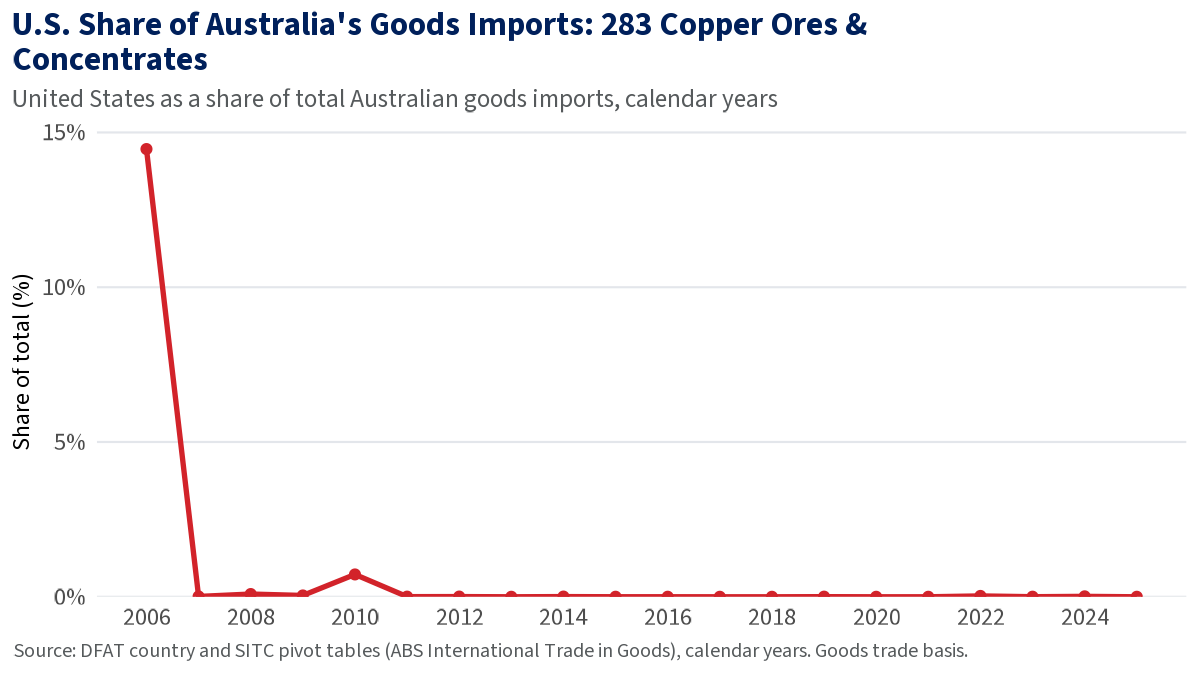 U.S. Share of Australia's Goods Imports: 283 Copper Ores &
Concentrates
United States as a share of total Australian goods imports, calendar years
Share of total (%)
15%
10%
5%
0%
2006 2008 2010 2012 2014 2016 2018 2020 2022 2024
Source: DFAT country and SITC pivot tables (ABS International Trade in Goods), calendar years. Goods trade basis.